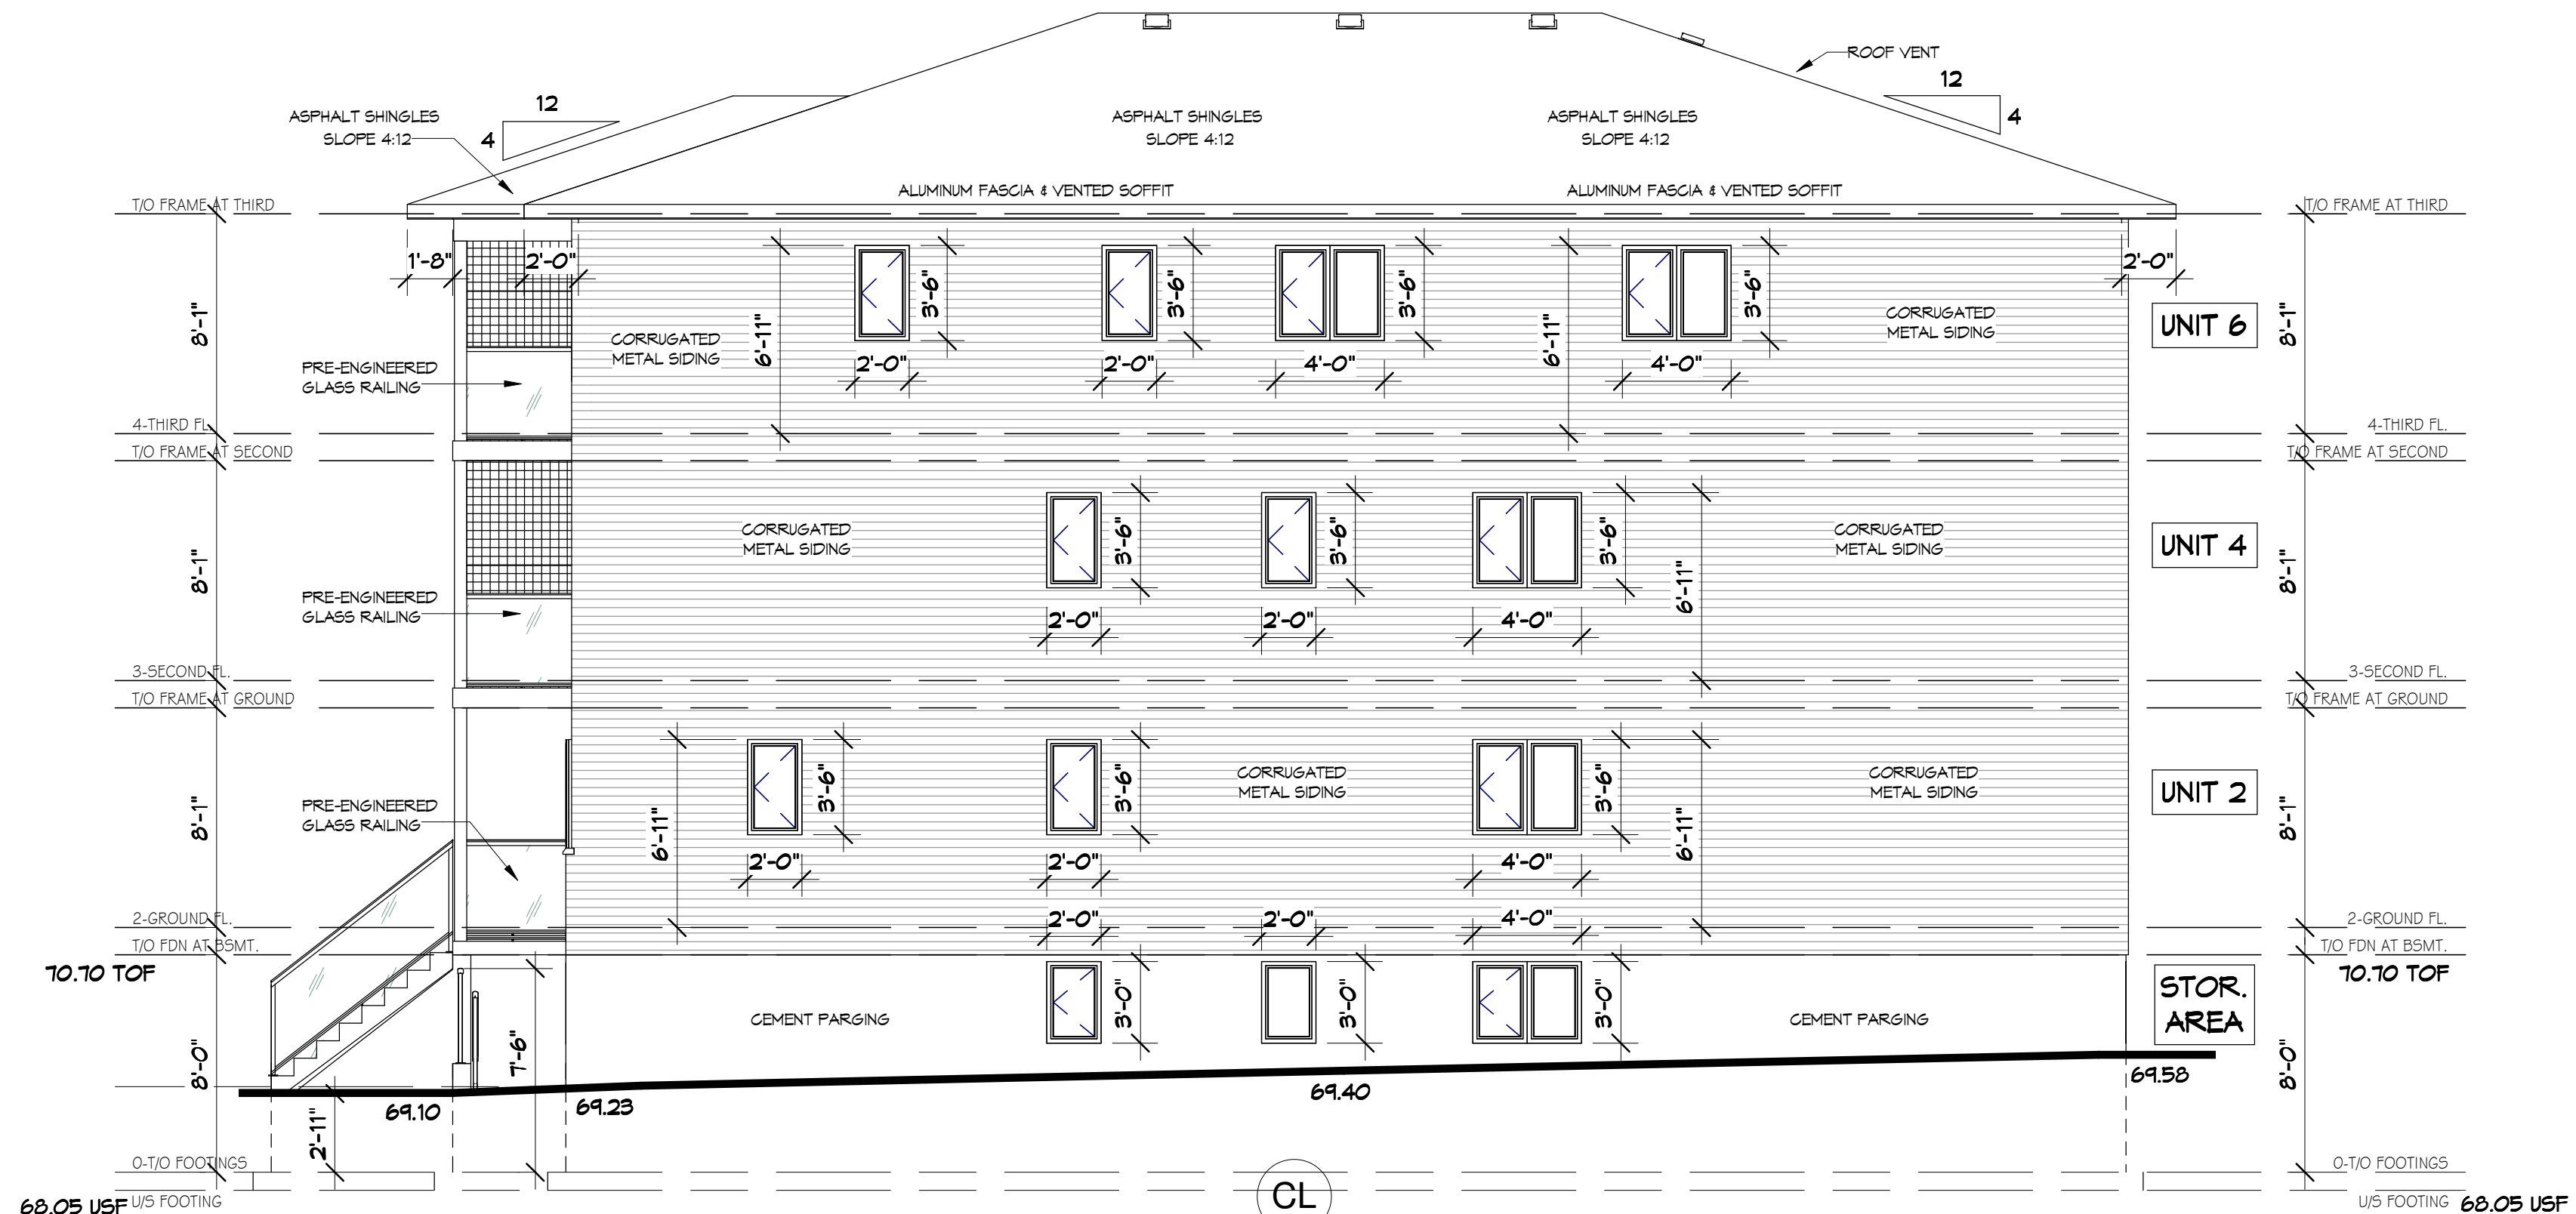 ROOF VENT
12
4
12
4
ASPHALT SHINGLES
SLOPE 4:12
ASPHALT SHINGLES
SLOPE 4:12
ASPHALT SHINGLES
SLOPE 4:12
ALUMINUM FASCIA & VENTED SOFFIT
ALUMINUM FASCIA & VENTED SOFFIT
T/O FRAME AT THIRD
T/O FRAME AT THIRD
1'-8"
2'-0"
2'-0"
8'-1"
6'-11"
3'-6"
3'-6"
3'-6"
6'-11"
3'-6"
8'-1"
CORRUGATED
METAL SIDING
CORRUGATED
METAL SIDING
UNIT 6
2'-0"
2'-0"
4'-0"
4'-0"
PRE-ENGINEERED
GLASS RAILING
4-THIRD FL.
4-THIRD FL.
T/O FRAME AT SECOND
T/O FRAME AT SECOND
CORRUGATED
METAL SIDING
3'-6"
3'-6"
3'-6"
CORRUGATED
METAL SIDING
UNIT 4
8'-1"
6'-11"
8'-1"
PRE-ENGINEERED
GLASS RAILING
2'-0"
2'-0"
4'-0"
3-SECOND FL.
3-SECOND FL.
T/O FRAME AT GROUND
T/O FRAME AT GROUND
3'-6"
3'-6"
CORRUGATED
METAL SIDING
3'-6"
CORRUGATED
METAL SIDING
UNIT 2
PRE-ENGINEERED
GLASS RAILING
8'-1"
6'-11"
6'-11"
8'-1"
2'-0"
2'-0"
4'-0"
2-GROUND FL.
2'-0"
2'-0"
4'-0"
2-GROUND FL.
T/O FDN AT BSMT.
T/O FDN AT BSMT.
70.70 TOF
70.70 TOF
STOR.
AREA
3'-0"
3'-0"
3'-0"
CEMENT PARGING
CEMENT PARGING
8'-0"
7'-6"
8'-0"
69.10
69.23
69.40
69.58
2'-11"
0-T/O FOOTINGS
0-T/O FOOTINGS
CL
68.05 USF
U/S FOOTING
U/S FOOTING
68.05 USF